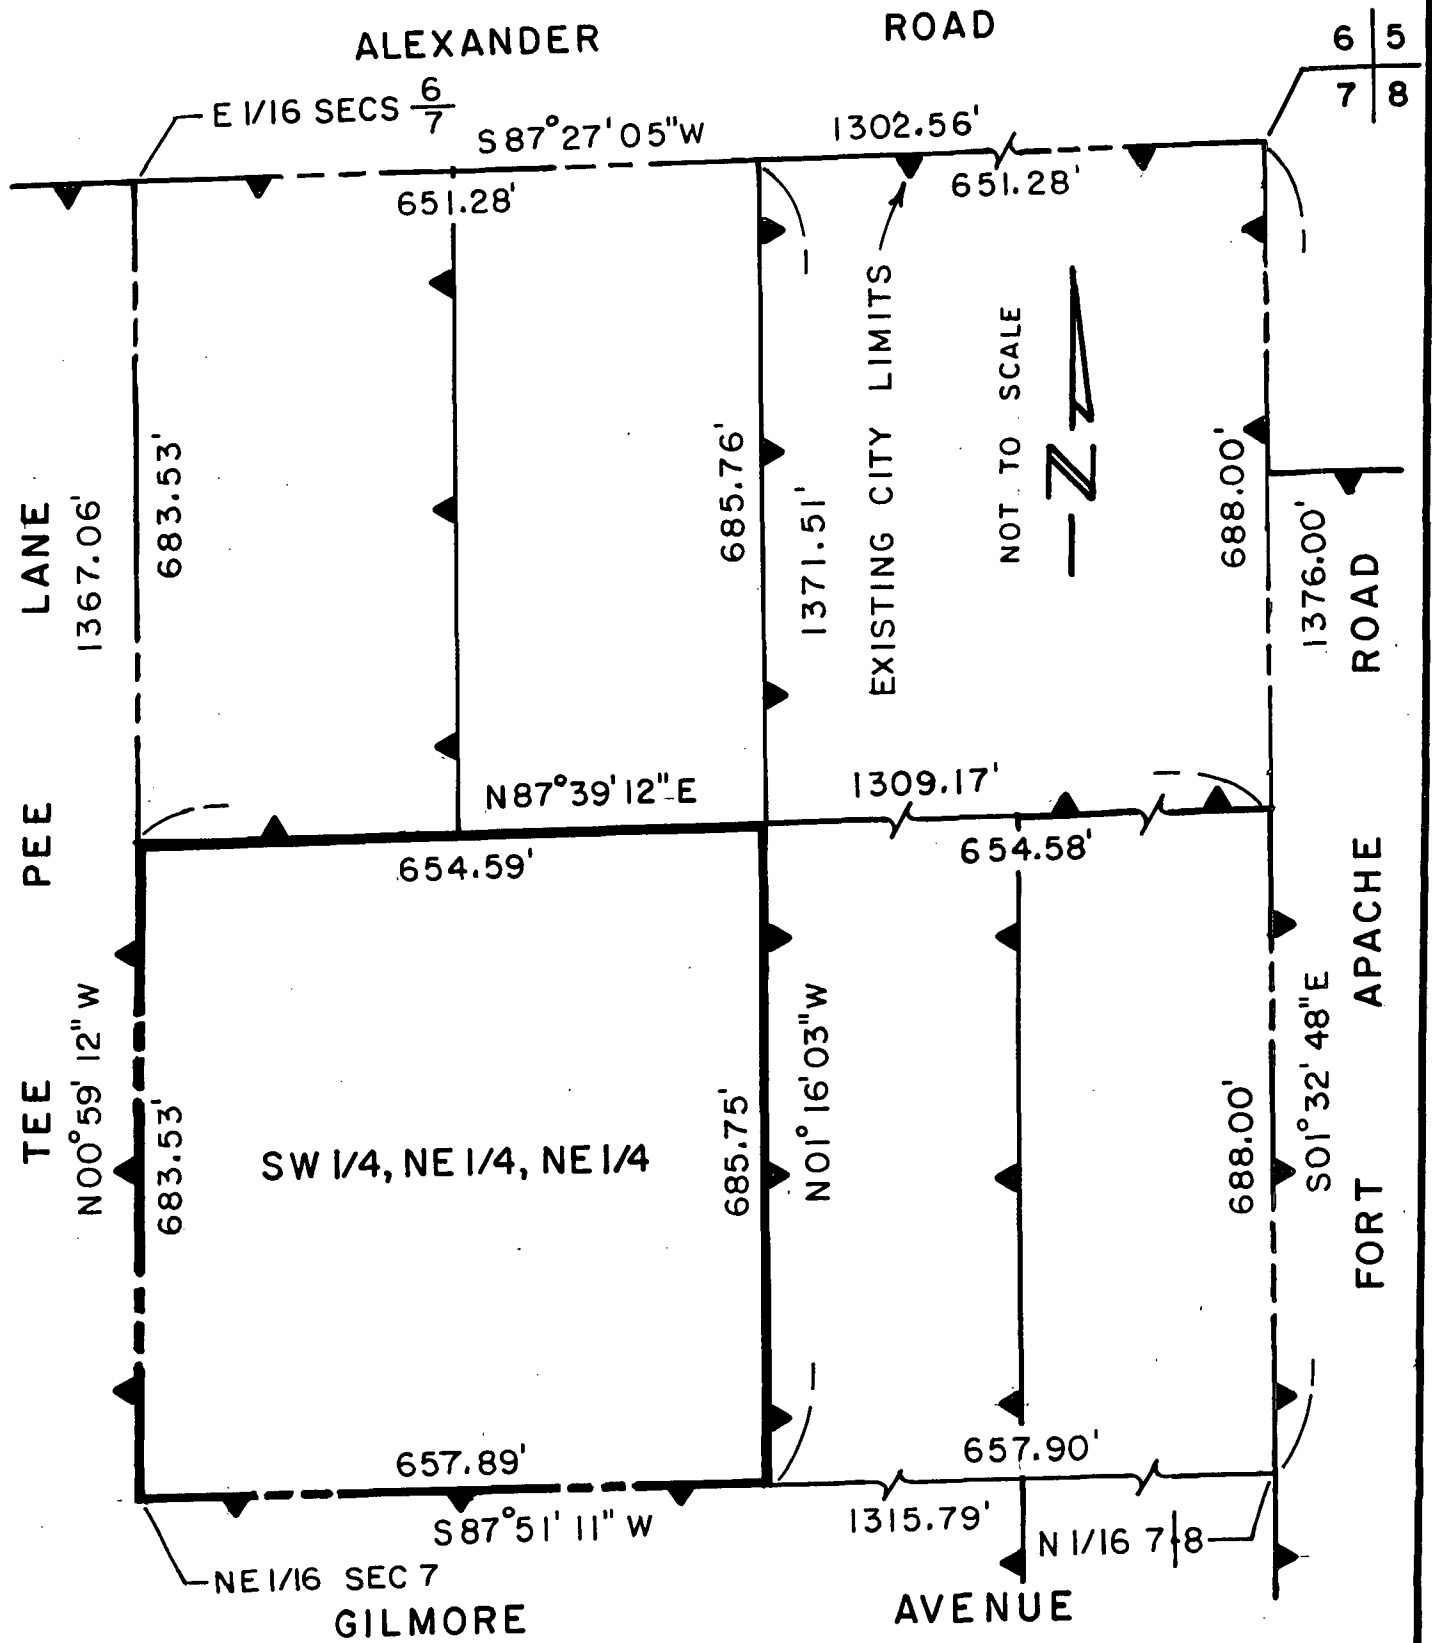 ALEXANDER ROAD
6 5
7 8
E 1/16 SECS 6/7
S 87° 27' 05" W
1302.56'
651.28'
651.28'
EXISTING CITY LIMITS
NOT TO SCALE
N
TEE PEE LANE
1367.06'
683.53'
685.76'
1371.51'
688.00'
1376.00'
FORT APACHE ROAD
N 87° 39' 12" E
1309.17'
654.59'
654.58'
N00° 59' 12" W
683.53'
SW 1/4, NE 1/4, NE 1/4
685.75'
N01° 16' 03" W
688.00'
S01° 32' 48" E
657.89'
657.90'
S 87° 51' 11" W
1315.79'
N 1/16 7 8
NE 1/16 SEC 7
GILMORE AVENUE